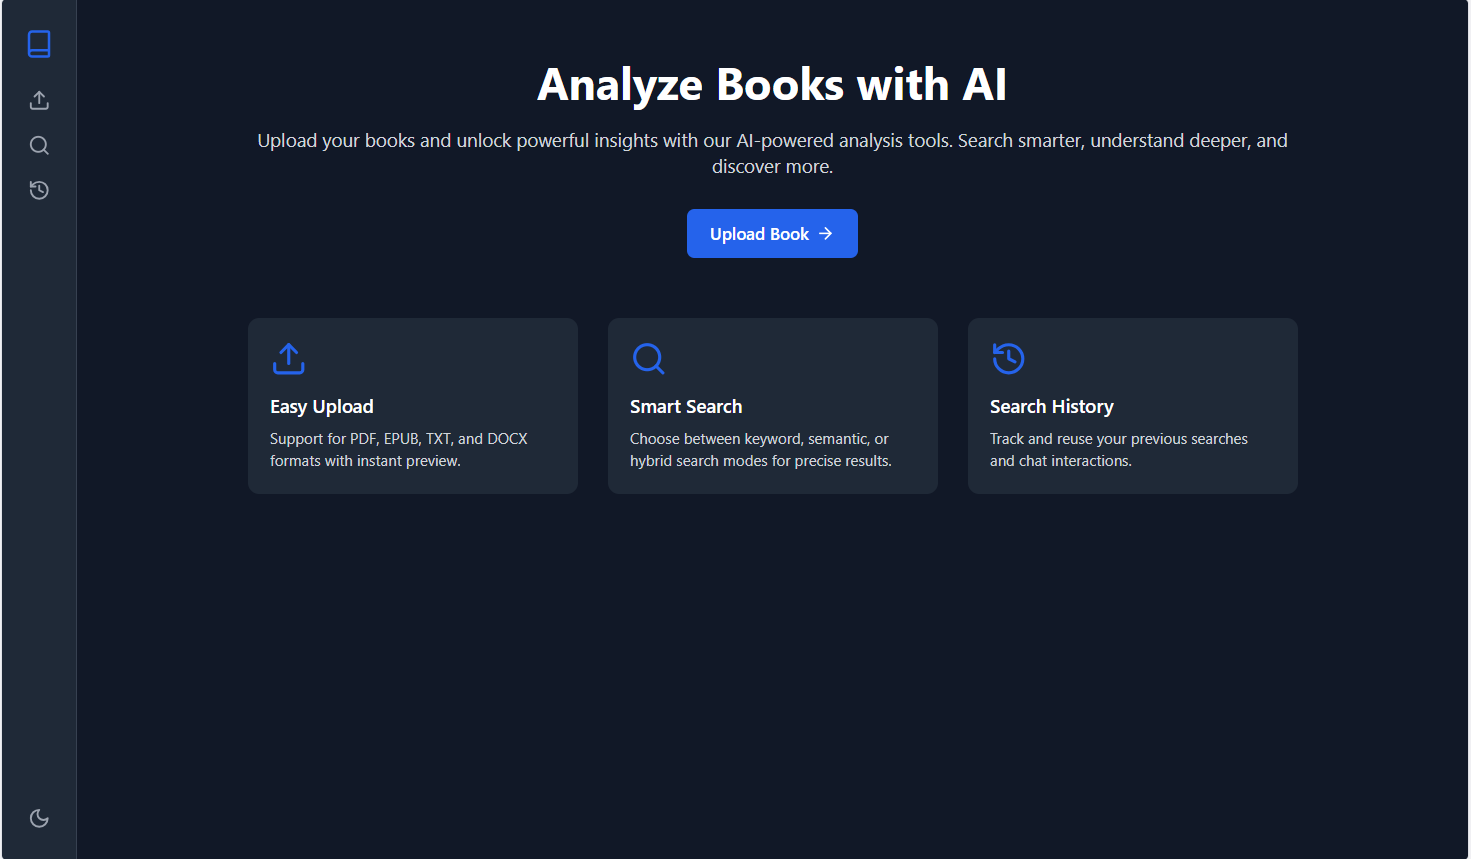 Analyze Books with AI
Upload your books and unlock powerful insights with our AI-powered analysis tools. Search smarter, understand deeper, and
discover more.
Upload Book
Easy Upload
Support for PDF, EPUB, TXT, and DOCX
formats with instant preview.
Smart Search
Choose between keyword, semantic, or
hybrid search modes for precise results.
Search History
Track and reuse your previous searches
and chat interactions.